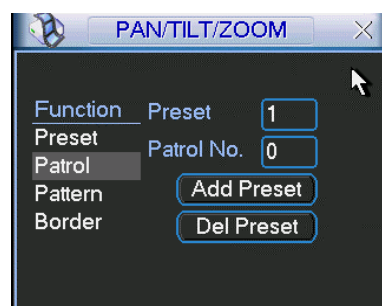 PAN/TILT/ZOOM
Function
Preset
Patrol
Pattern
Border
Preset 1
Patrol No. 0
Add Preset
Del Preset